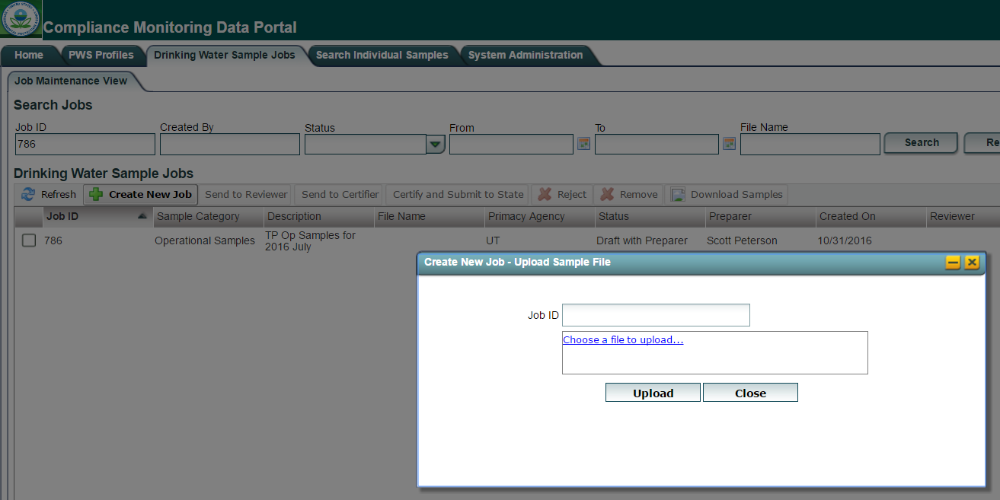 Compliance Monitoring Data Portal
Home PWS Profiles Drinking Water Sample Jobs Search Individual Samples System Administration
Job Maintenance View
Search Jobs
Job ID Created By Status From To File Name
786 Search Re
Drinking Water Sample Jobs
Refresh Create New Job Send to Reviewer Send to Certifier Certify and Submit to State Reject Remove Download Samples
Job ID Sample Category Description File Name Primacy Agency Status Preparer Created On Reviewer
786 Operational Samples TP Op Samples for UT Draft with Preparer Scott Peterson 10/31/2016
2016 July
Create New Job - Upload Sample File
Job ID
Choose a file to upload...
Upload Close